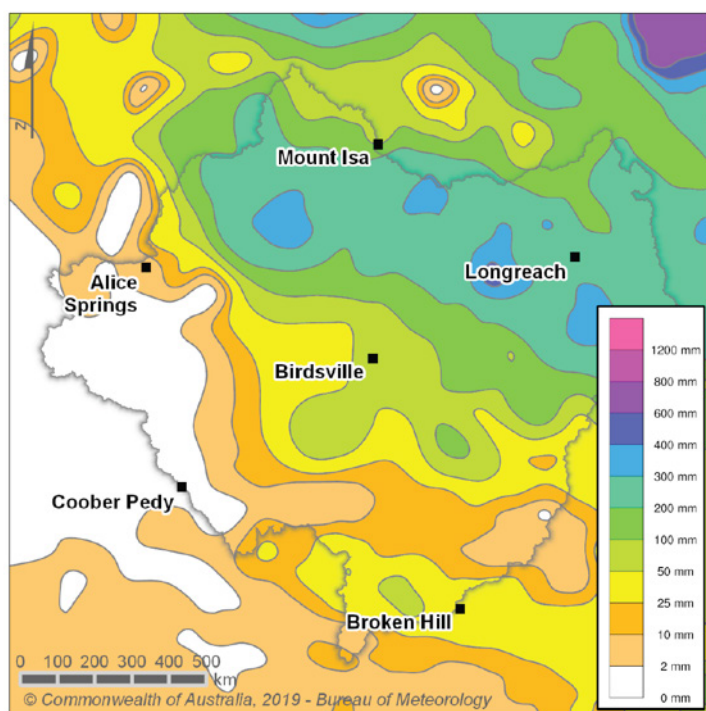 N
Mount Isa
Longreach
Alice
Springs
Birdsville
Coober Pedy
Broken Hill
1200 mm
800 mm
600 mm
400 mm
300 mm
200 mm
100 mm
50 mm
25 mm
10 mm
2 mm
0 mm
0 100 200 300 400 500
km
© Commonwealth of Australia, 2019 - Bureau of Meteorology